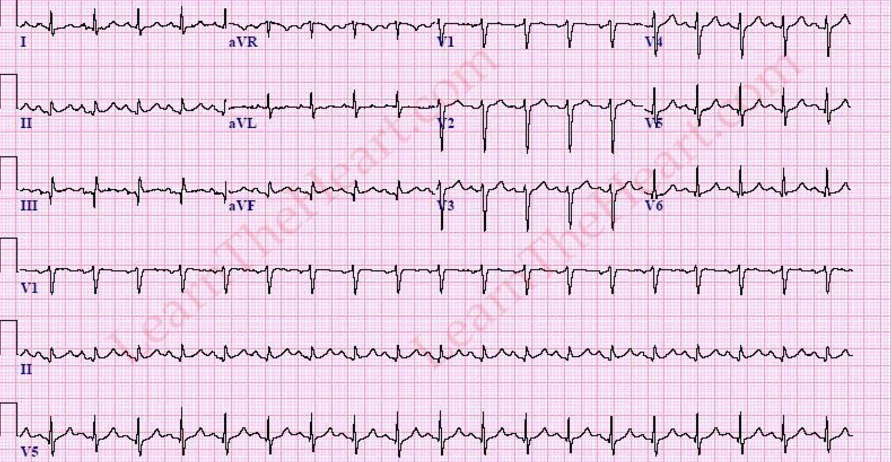 I aVR V1 V4
II aVL V2 V5
III aVF V3 V6
V1
II
V5
LearnTheHeart.com
LearnTheHeart.com